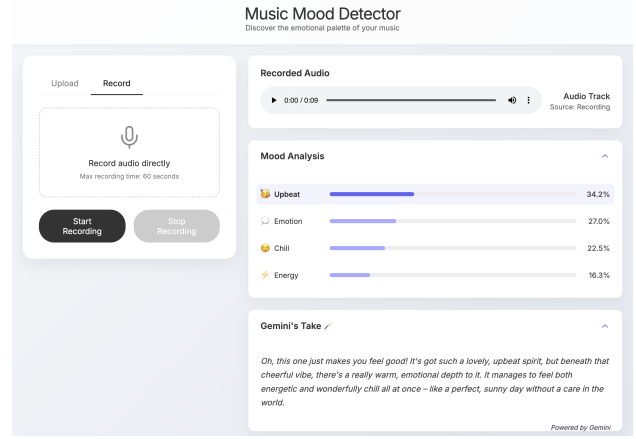 Music Mood Detector
Discover the emotional palette of your music
Upload Record
Record audio directly
Max recording time: 60 seconds
Start
Recording
Stop
Recording
Recorded Audio
0:00 / 0:09
Audio Track
Source: Recording
Mood Analysis
Upbeat 34.2%
Emotion 27.0%
Chill 22.5%
Energy 16.3%
Gemini's Take
Oh, this one just makes you feel good! It's got such a lovely, upbeat spirit, but beneath that
cheerful vibe, there's a really warm, emotional depth to it. It manages to feel both
energetic and wonderfully chill all at once – like a perfect, sunny day without a care in the
world.
Powered by Gemini